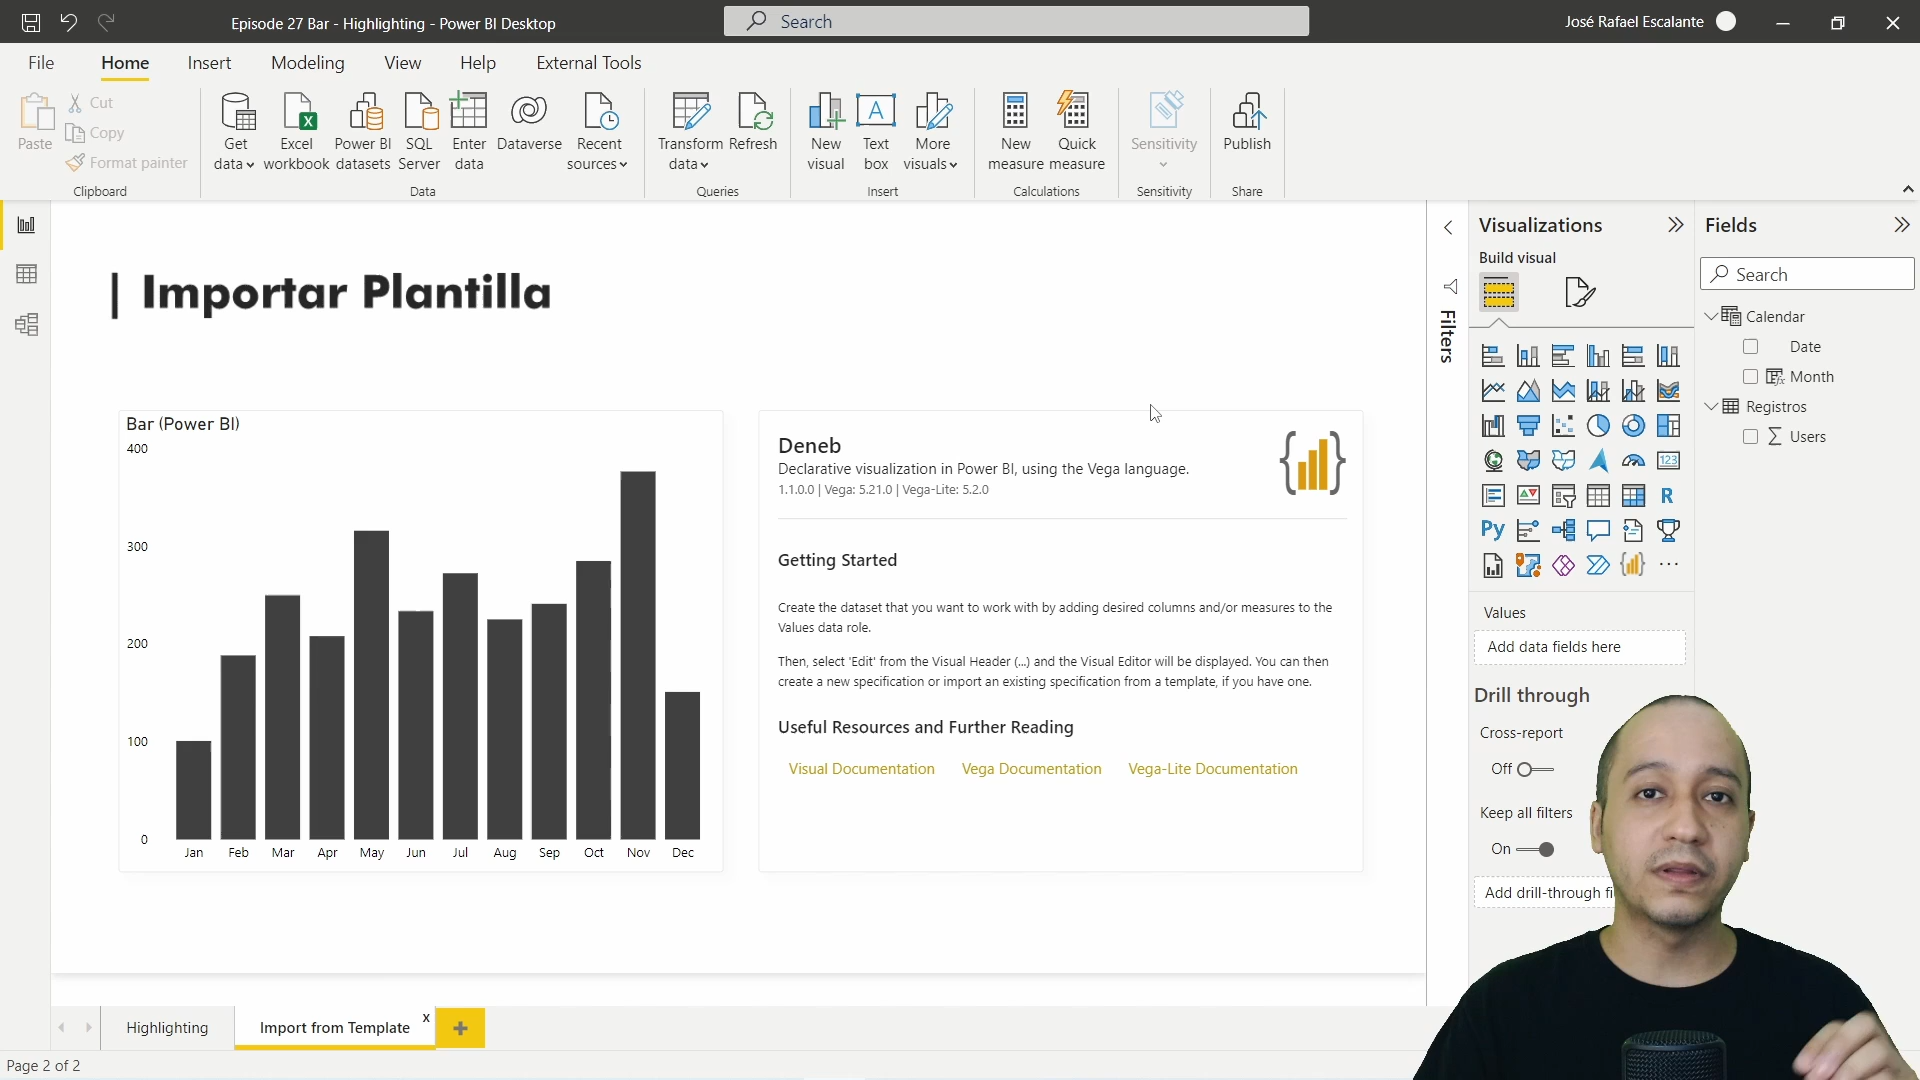 Episode 27 Bar - Highlighting - Power BI Desktop
Search
José Rafael Escalante
File
Home
Insert
Modeling
View
Help
External Tools
Paste
Cut
Copy
Format painter
Clipboard
Get data
Excel workbook
Power BI datasets
SQL Server
Enter data
Dataverse
Recent sources
Data
Transform data
Refresh
Queries
New visual
Text box
More visuals
Insert
New measure
Quick measure
Calculations
Sensitivity
Sensitivity
Publish
Share
| Importar Plantilla
Bar (Power BI)
400
300
200
100
0
Jan
Feb
Mar
Apr
May
Jun
Jul
Aug
Sep
Oct
Nov
Dec
Deneb
Declarative visualization in Power BI, using the Vega language.
1.1.0.0 | Vega: 5.21.0 | Vega-Lite: 5.2.0
Getting Started
Create the dataset that you want to work with by adding desired columns and/or measures to the
Values data role.
Then, select 'Edit' from the Visual Header (...) and the Visual Editor will be displayed. You can then
create a new specification or import an existing specification from a template, if you have one.
Useful Resources and Further Reading
Visual Documentation
Vega Documentation
Vega-Lite Documentation
Filters
Visualizations
Build visual
123
R
Py
Values
Add data fields here
Drill through
Cross-report
Off
Keep all filters
On
Add drill-through fi
Fields
Search
Calendar
Date
Month
Registros
Σ Users
Highlighting
Import from Template
x
+
Page 2 of 2